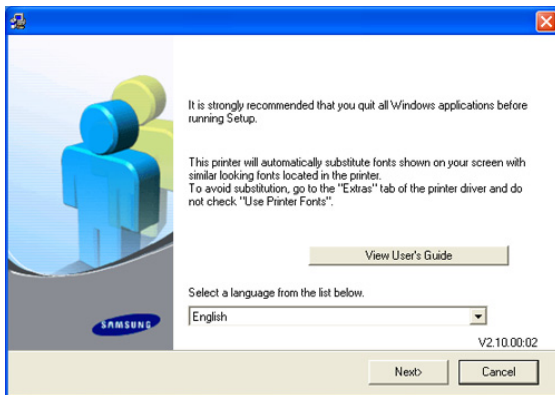 It is strongly recommended that you quit all Windows applications before
running Setup.
This printer will automatically substitute fonts shown on your screen with
similar looking fonts located in the printer.
To avoid substitution, go to the "Extras" tab of the printer driver and do
not check "Use Printer Fonts".
View User's Guide
Select a language from the list below.
English
SAMSUNG
V2.10.00:02
Next>
Cancel